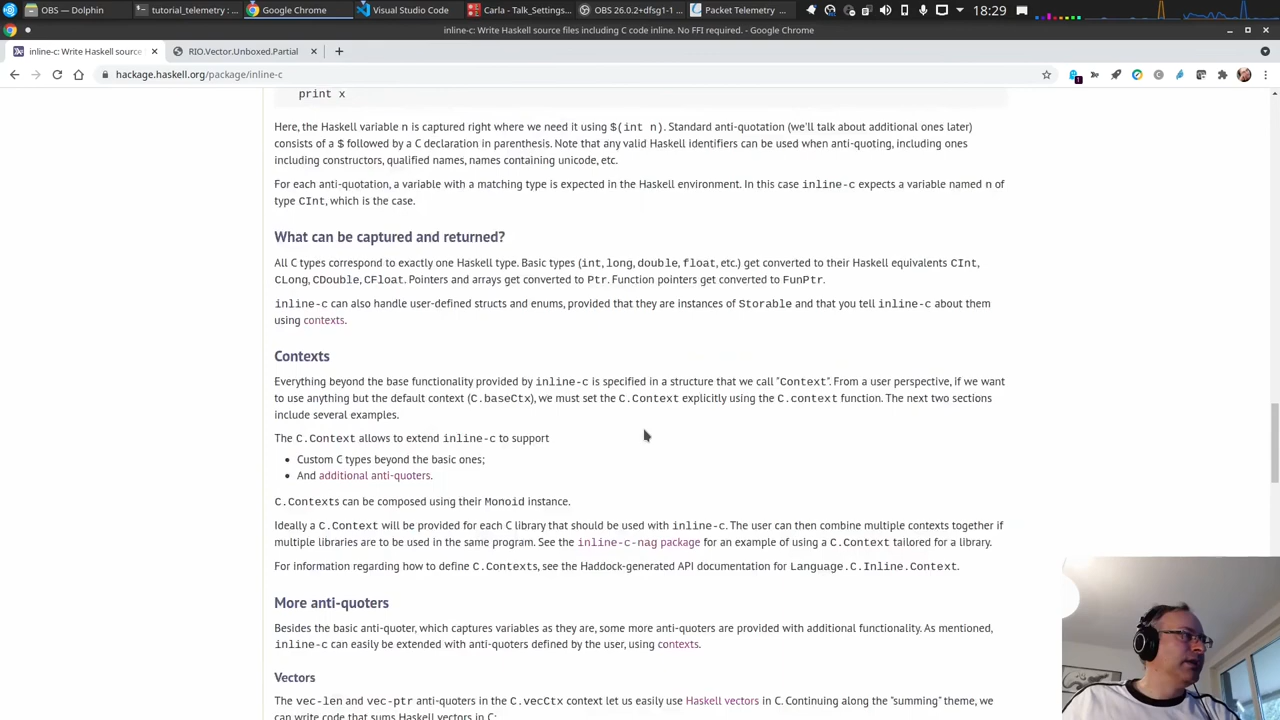 OBS — Dolphin
tutorial_telemetry : ...
Google Chrome
Visual Studio Code
Carla - Talk_Settings...
OBS 26.0.2+dfsg1-1 ...
Packet Telemetry ...
18:29
inline-c: Write Haskell source files including C code inline. No FFI required. - Google Chrome
inline-c: Write Haskell source
RIO.Vector.Unboxed.Partial
hackage.haskell.org/package/inline-c
print x
Here, the Haskell variable n is captured right where we need it using $(int n). Standard anti-quotation (we'll talk about additional ones later)
consists of a $ followed by a C declaration in parenthesis. Note that any valid Haskell identifiers can be used when anti-quoting, including ones
including constructors, qualified names, names containing unicode, etc.
For each anti-quotation, a variable with a matching type is expected in the Haskell environment. In this case inline-c expects a variable named n of
type CInt, which is the case.
What can be captured and returned?
All C types correspond to exactly one Haskell type. Basic types (int, long, double, float, etc.) get converted to their Haskell equivalents CInt,
CLong, CDouble, CFloat. Pointers and arrays get converted to Ptr. Function pointers get converted to FunPtr.
inline-c can also handle user-defined structs and enums, provided that they are instances of Storable and that you tell inline-c about them
using contexts.
Contexts
Everything beyond the base functionality provided by inline-c is specified in a structure that we call "Context". From a user perspective, if we want
to use anything but the default context (C.baseCtx), we must set the C.Context explicitly using the C.context function. The next two sections
include several examples.
The C.Context allows to extend inline-c to support
• Custom C types beyond the basic ones;
• And additional anti-quoters.
C.Contexts can be composed using their Monoid instance.
Ideally a C.Context will be provided for each C library that should be used with inline-c. The user can then combine multiple contexts together if
multiple libraries are to be used in the same program. See the inline-c-nag package for an example of using a C.Context tailored for a library.
For information regarding how to define C.Contexts, see the Haddock-generated API documentation for Language.C.Inline.Context.
More anti-quoters
Besides the basic anti-quoter, which captures variables as they are, some more anti-quoters are provided with additional functionality. As mentioned,
inline-c can easily be extended with anti-quoters defined by the user, using contexts.
Vectors
The vec-len and vec-ptr anti-quoters in the C.vecCtx context let us easily use Haskell vectors in C. Continuing along the "summing" theme, we
can write code that sums Haskell vectors in C: